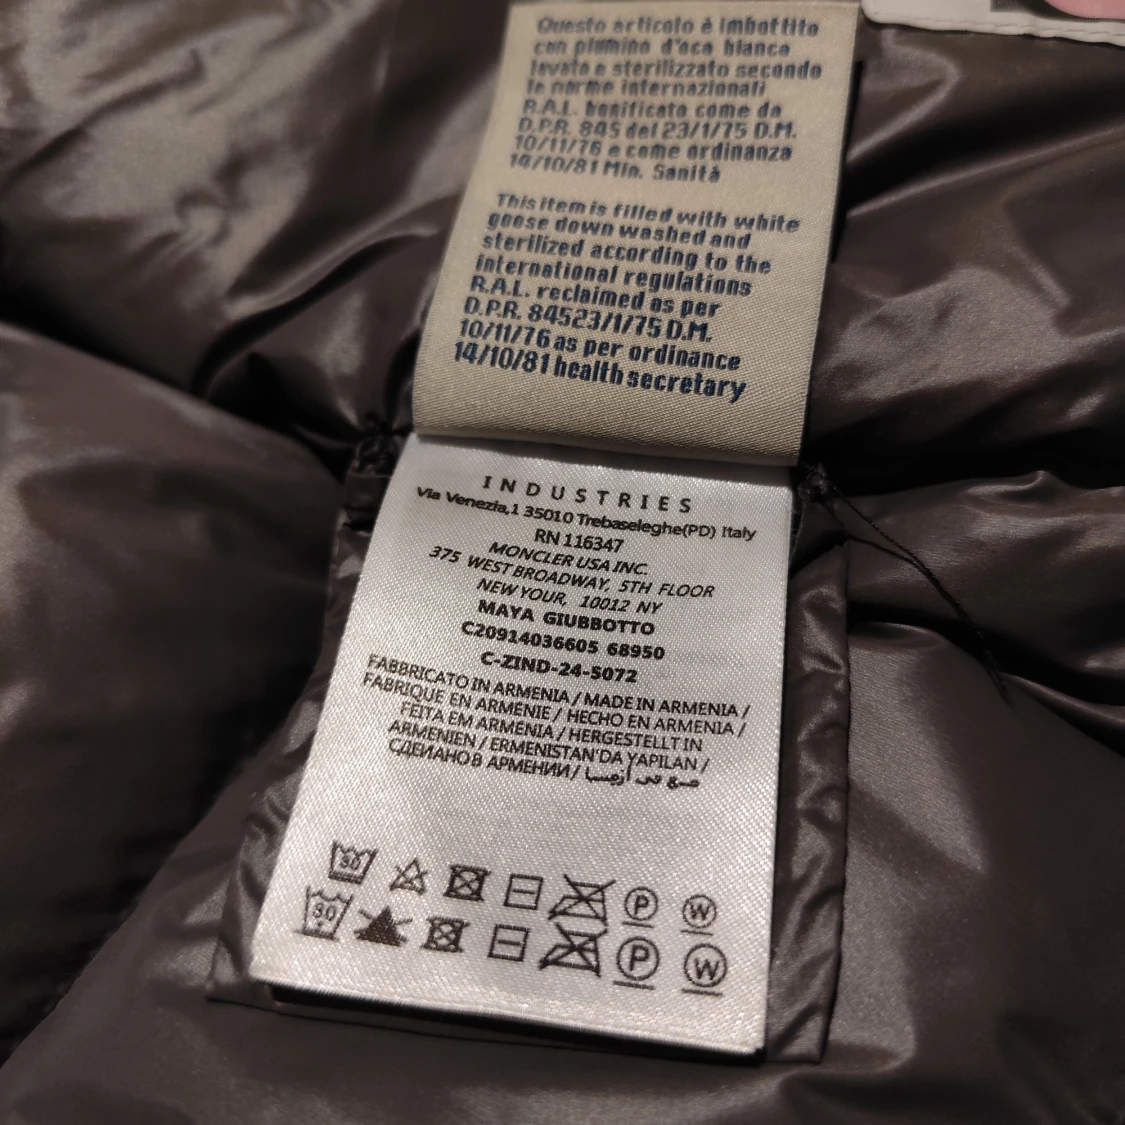 Questo articolo è imbottito
con piumino d'oca bianca
lavato e sterilizzato secondo
le norme internazionali
R.A.L. bonificato come da
D.P.R. 845 del 23/1/75 D.M.
10/11/76 e come ordinanza
14/10/81 Min. Sanità
This item is filled with white
goose down washed and
sterilized according to the
international regulations
R.A.L. reclaimed as per
D.P.R. 84523/1/75 D.M.
10/11/76 as per ordinance
14/10/81 health secretary
INDUSTRIES
Via Venezia,1 35010 Trebaseleghe(PD) Italy
RN 116347
MONCLER USA INC.
375 WEST BROADWAY, 5TH FLOOR
NEW YOUR, 10012 NY
MAYA GIUBBOTTO
C20914036605 68950
C-ZIND-24-5072
FABBRICATO IN ARMENIA / MADE IN ARMENIA /
FABRIQUE EN ARMENIE / HECHO EN ARMENIA /
FEITA EM ARMENIA / HERGESTELLT IN
ARMENIEN / ERMENISTAN'DA YAPILAN /
СДЕИАНО В АРМЕНИИ /
30 P W
30 P W